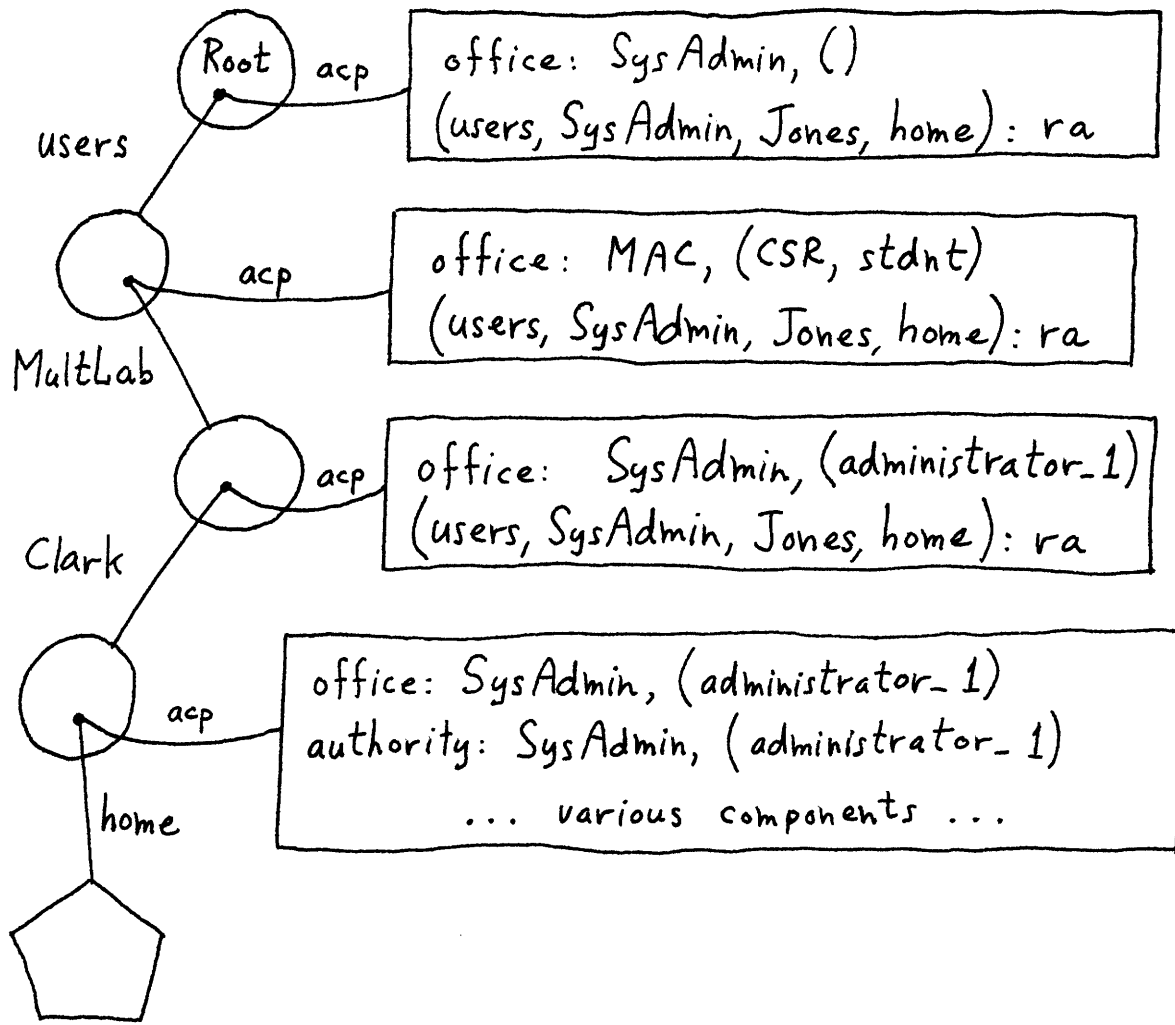 Root
acp
office: SysAdmin, ()
(users, SysAdmin, Jones, home): ra
users
acp
office: MAC, (CSR, stdnt)
(users, SysAdmin, Jones, home): ra
MultLab
acp
office: SysAdmin, (administrator_1)
(users, SysAdmin, Jones, home): ra
Clark
acp
office: SysAdmin, (administrator_1)
authority: SysAdmin, (administrator_1)
... various components ...
home